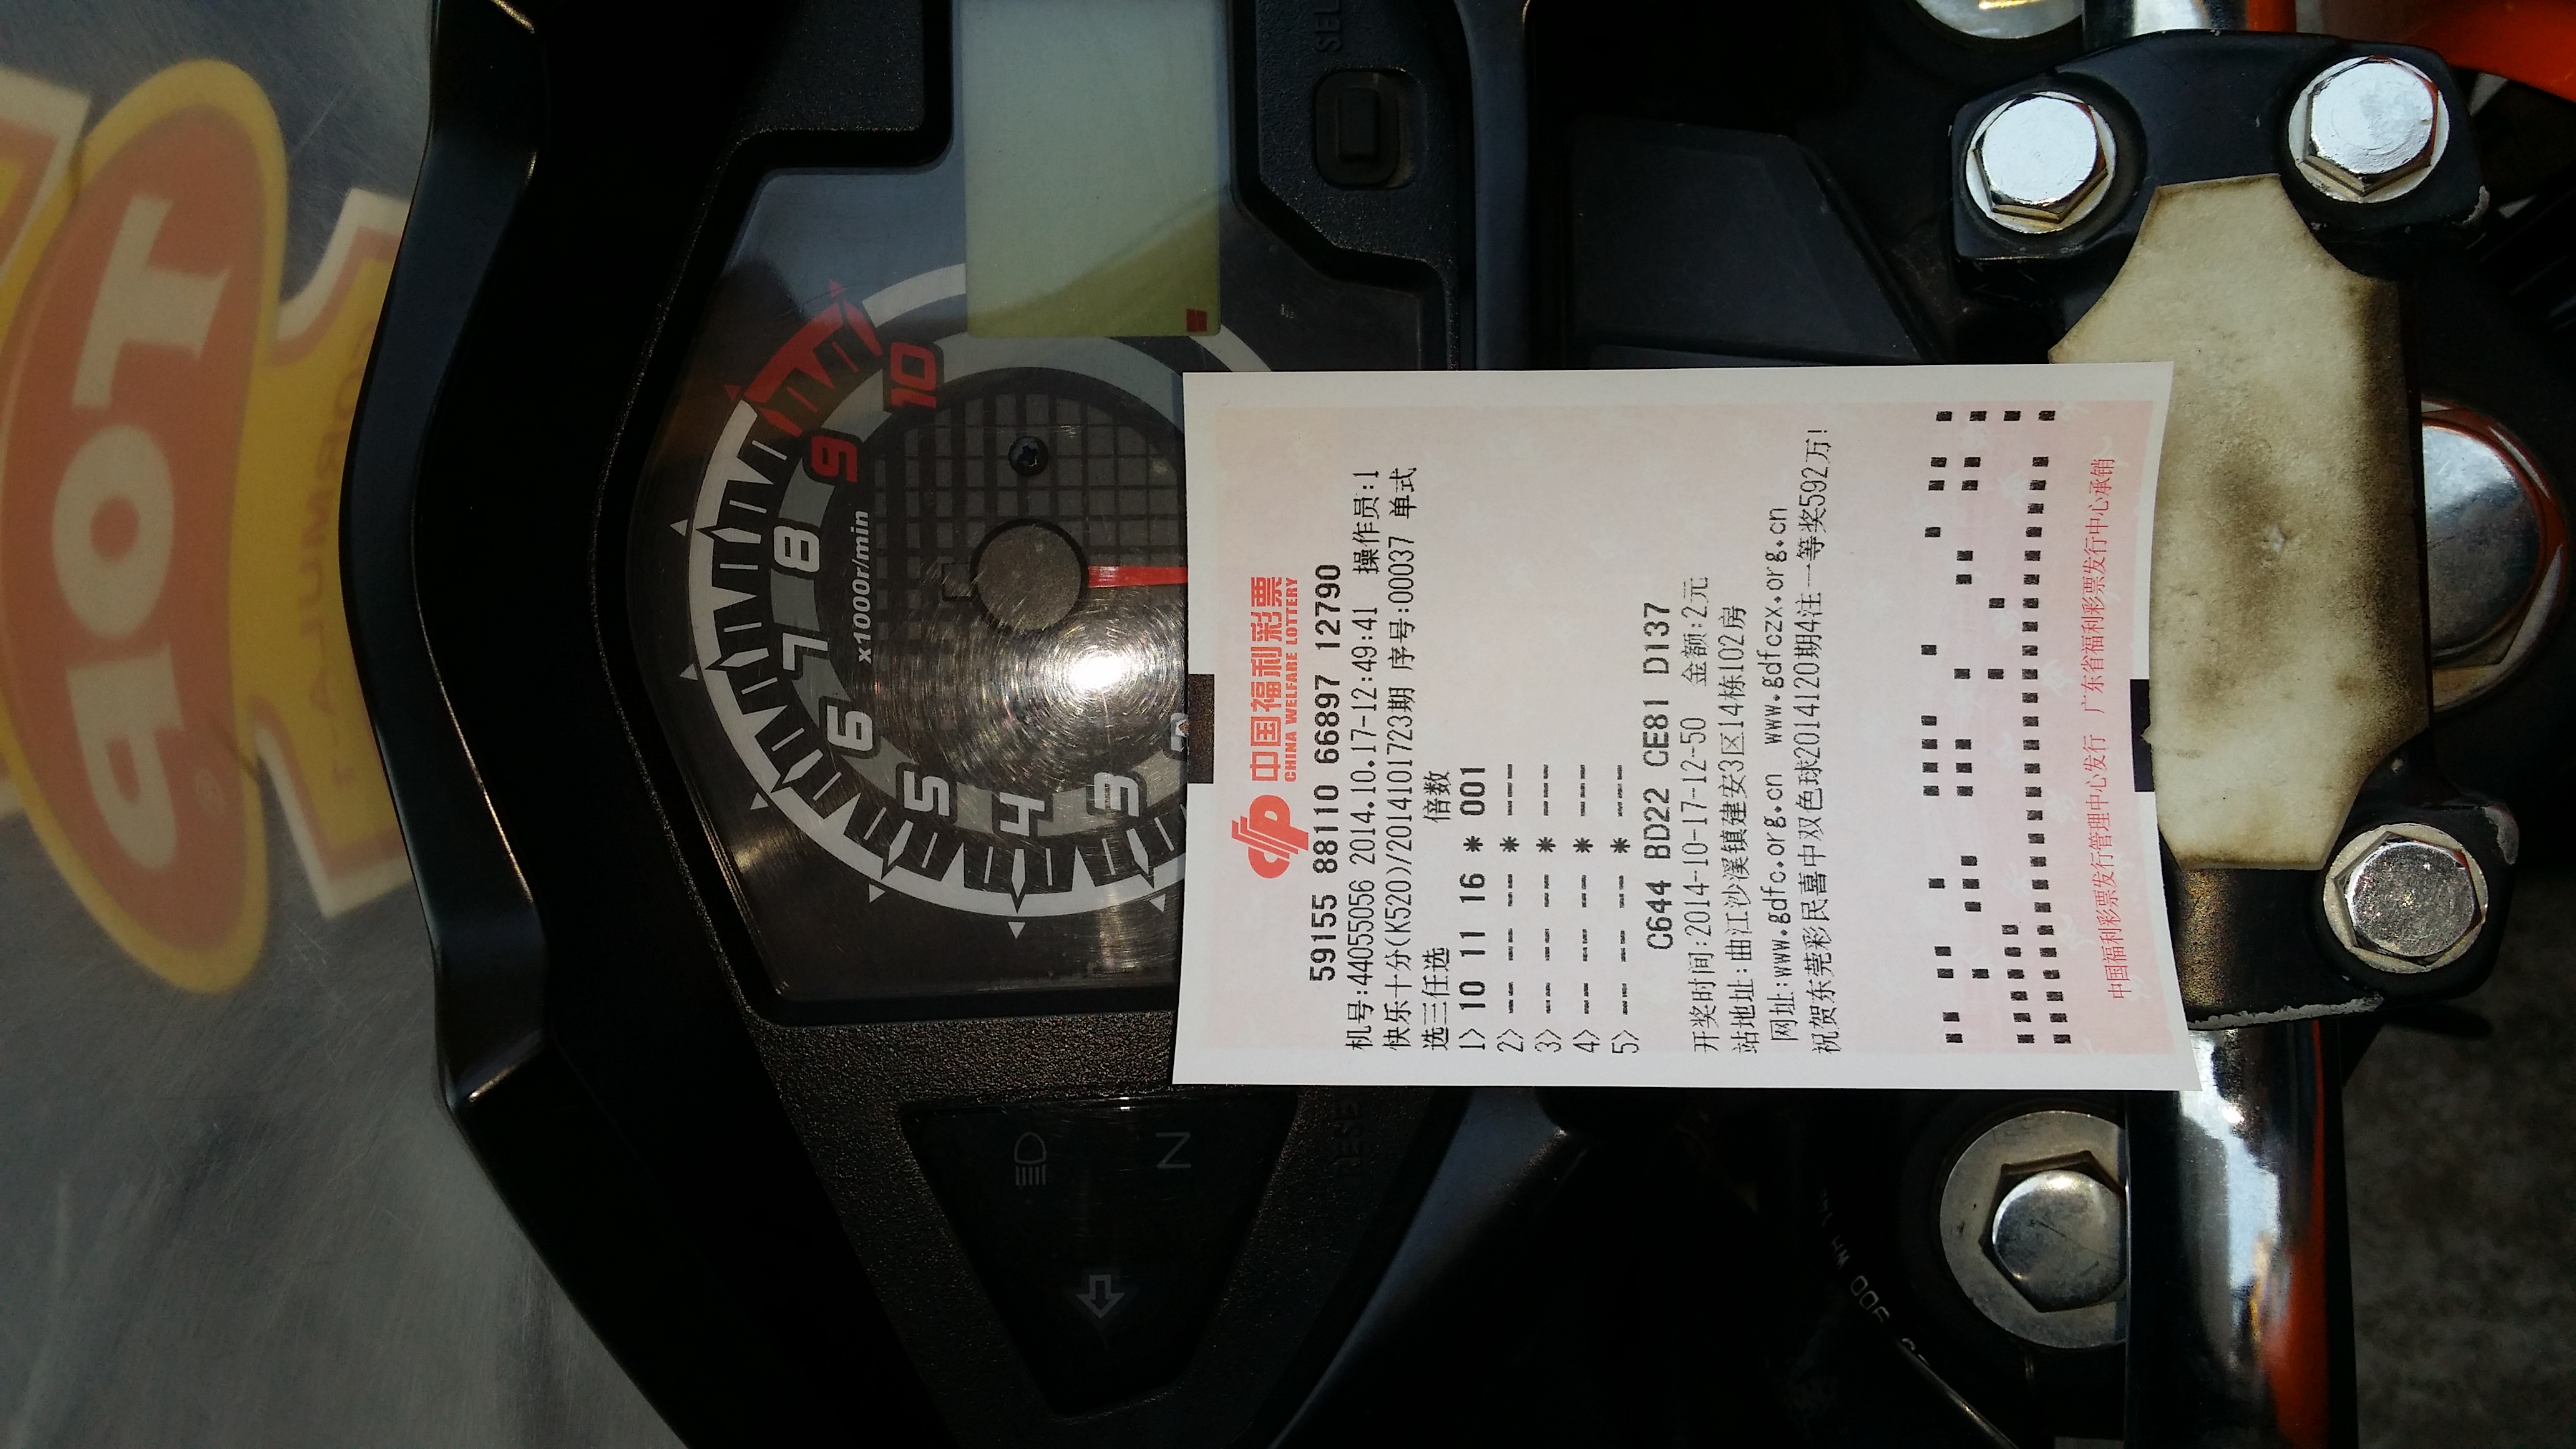 中国福利彩票
CHINA WELFARE LOTTERY
59155 88110 66897 12790
机号:44055056 2014.10.17-12:49:41 操作员:1
快乐十分(K520)/2014101723期 序号:00037 单式
选三任选 倍数
1> 10 11 16 * 001
2> -- -- -- * ---
3> -- -- -- * ---
4> -- -- -- * ---
5> -- -- -- * ---
C644 BD22 CE81 D137
开奖时间:2014-10-17-12-50 金额:2元
站地址:曲江沙溪镇建安3区14栋102房
网址:www.gdfc.org.cn www.gdfczx.org.cn
祝贺东莞彩民喜中双色球2014120期4注一等奖592万!
中国福利彩票发行管理中心发行 广东省福利彩票发行中心承销
TOP
10
9
8
7
6
5
4
3
x1000r/min
SEL
N